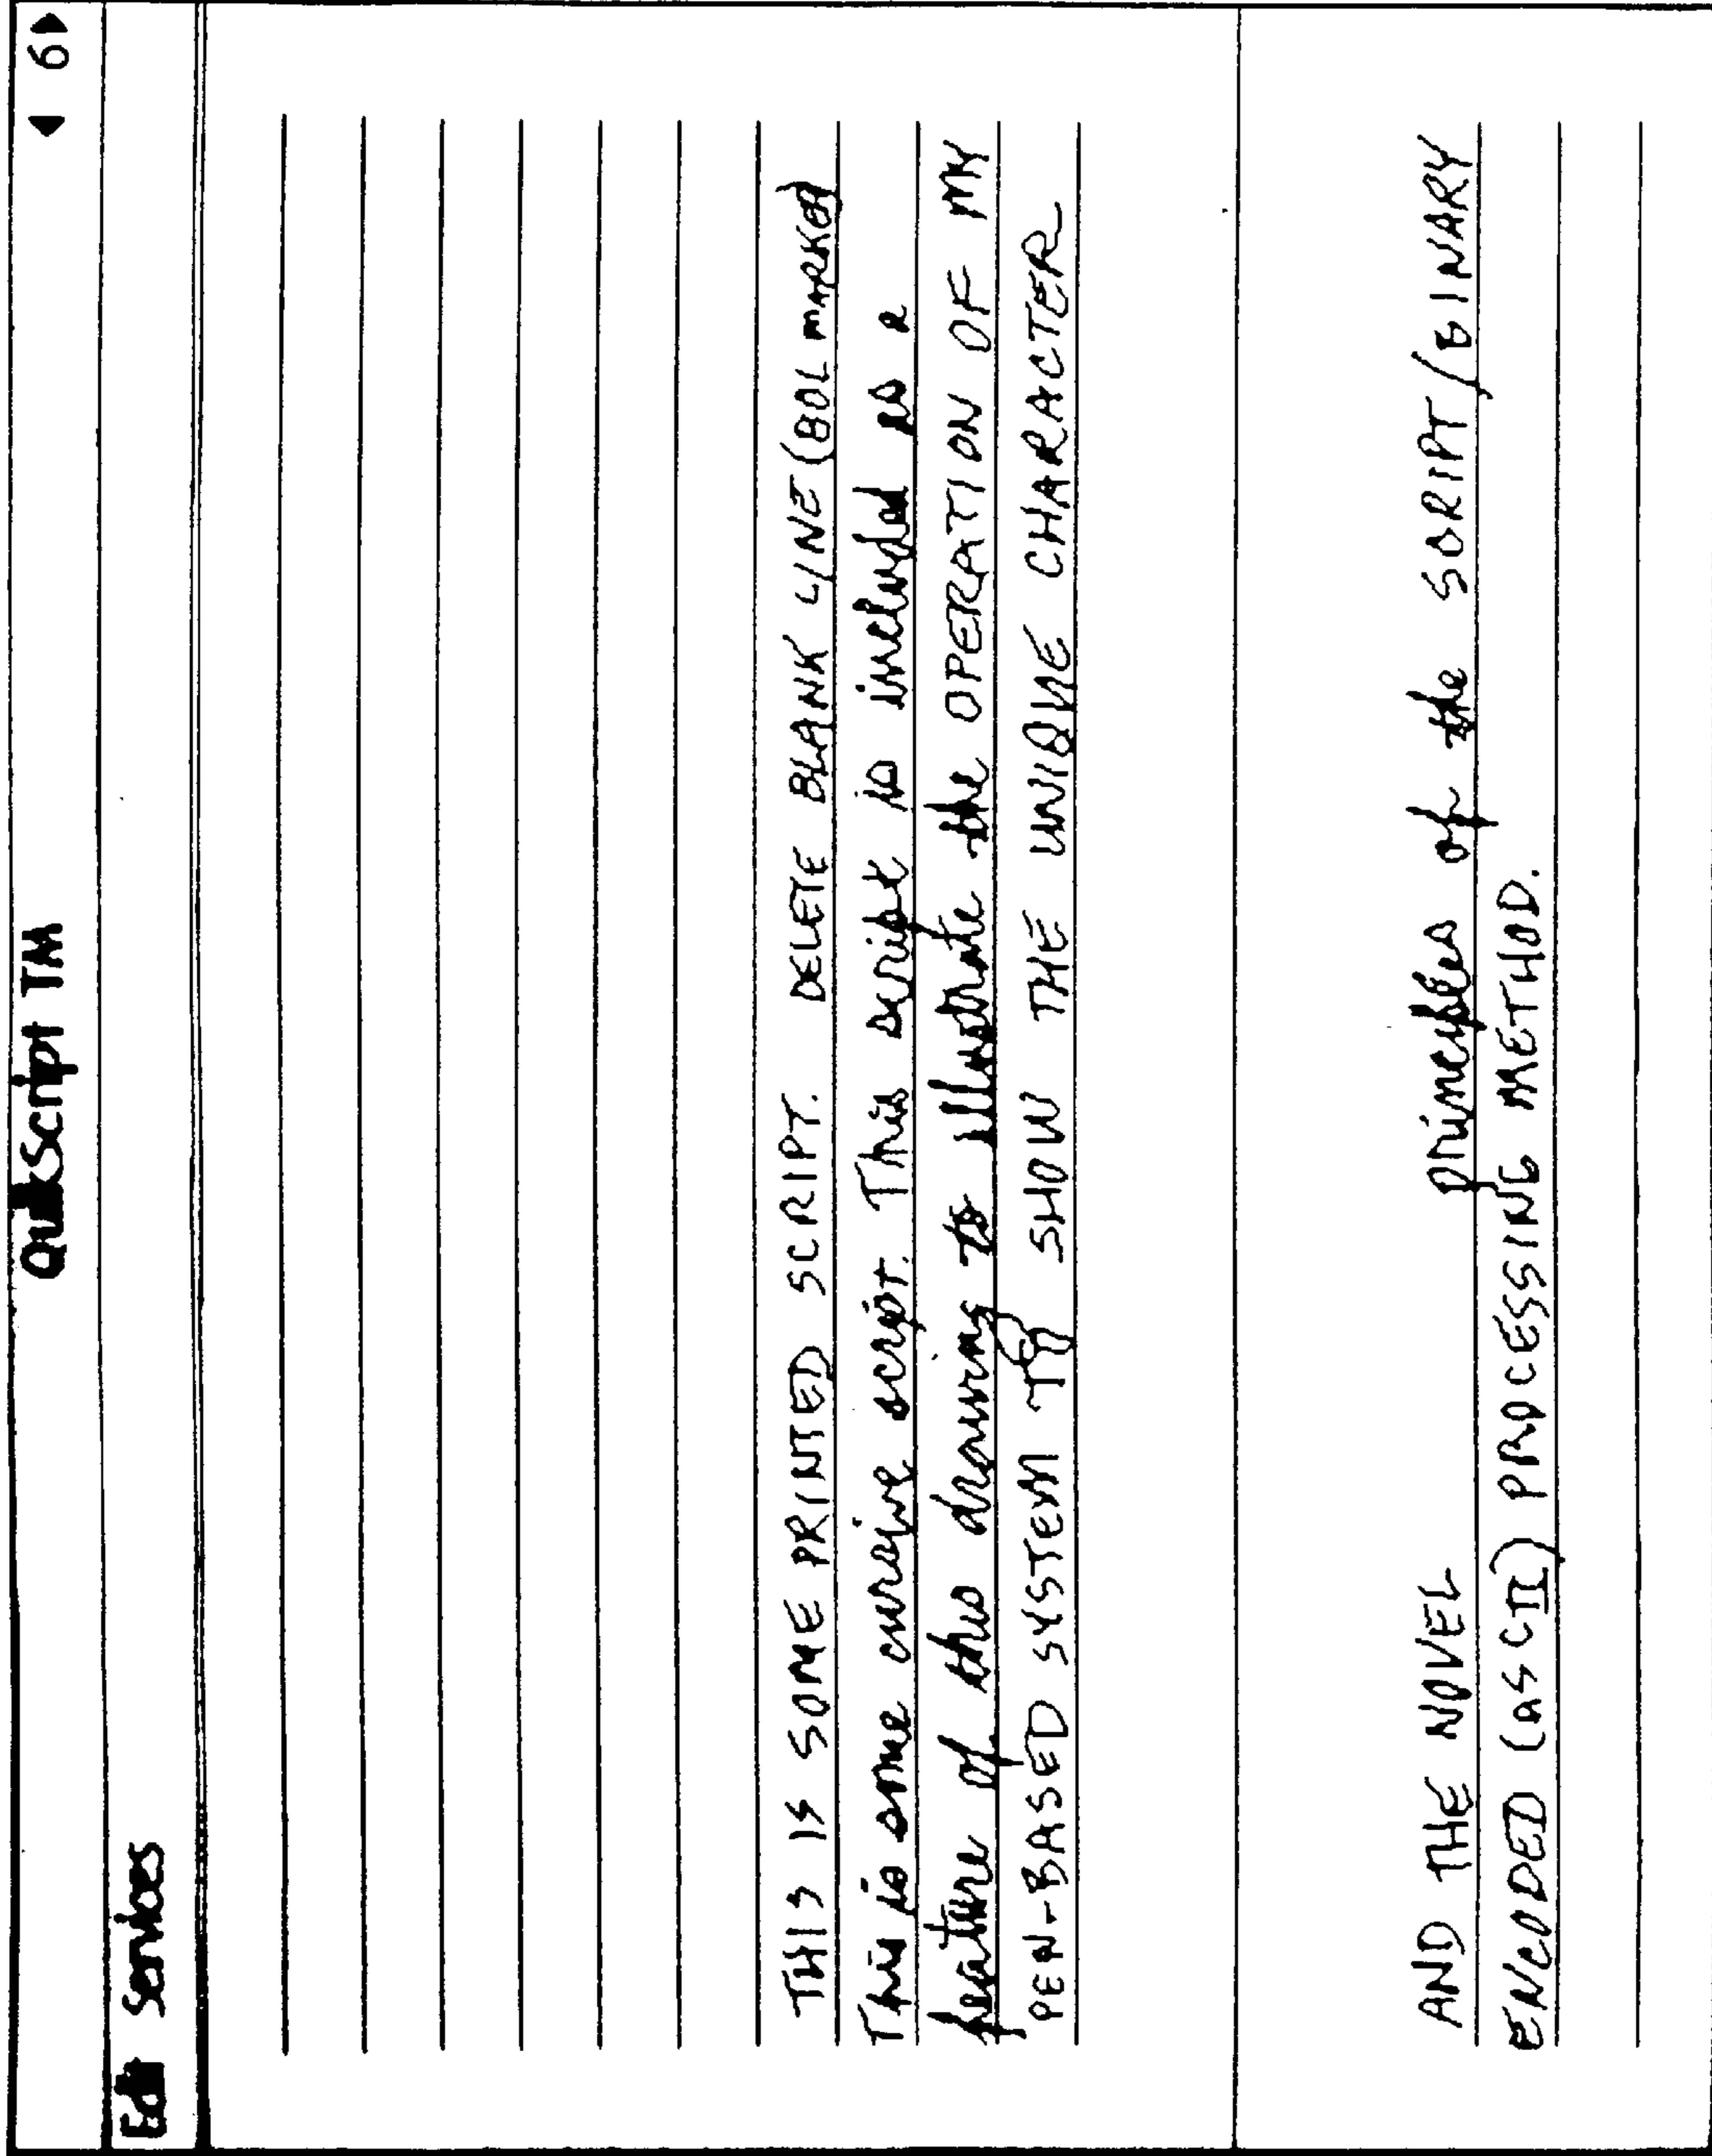 QuikScript TM
◀ 6▶
Edit Services
THIS IS SOME PRINTED SCRIPT. DELETE BLANK LINE (BOL MARKER)
This is some cursive script. This script is included as a
feature of this drawing to illustrate the OPERATION OF MY
PEN-BASED SYSTEM TO SHOW THE UNIQUE CHARACTER
AND THE NOVEL principles of the SCRIPT/BINARY
ENCODED (ASCII) PROCESSING METHOD.